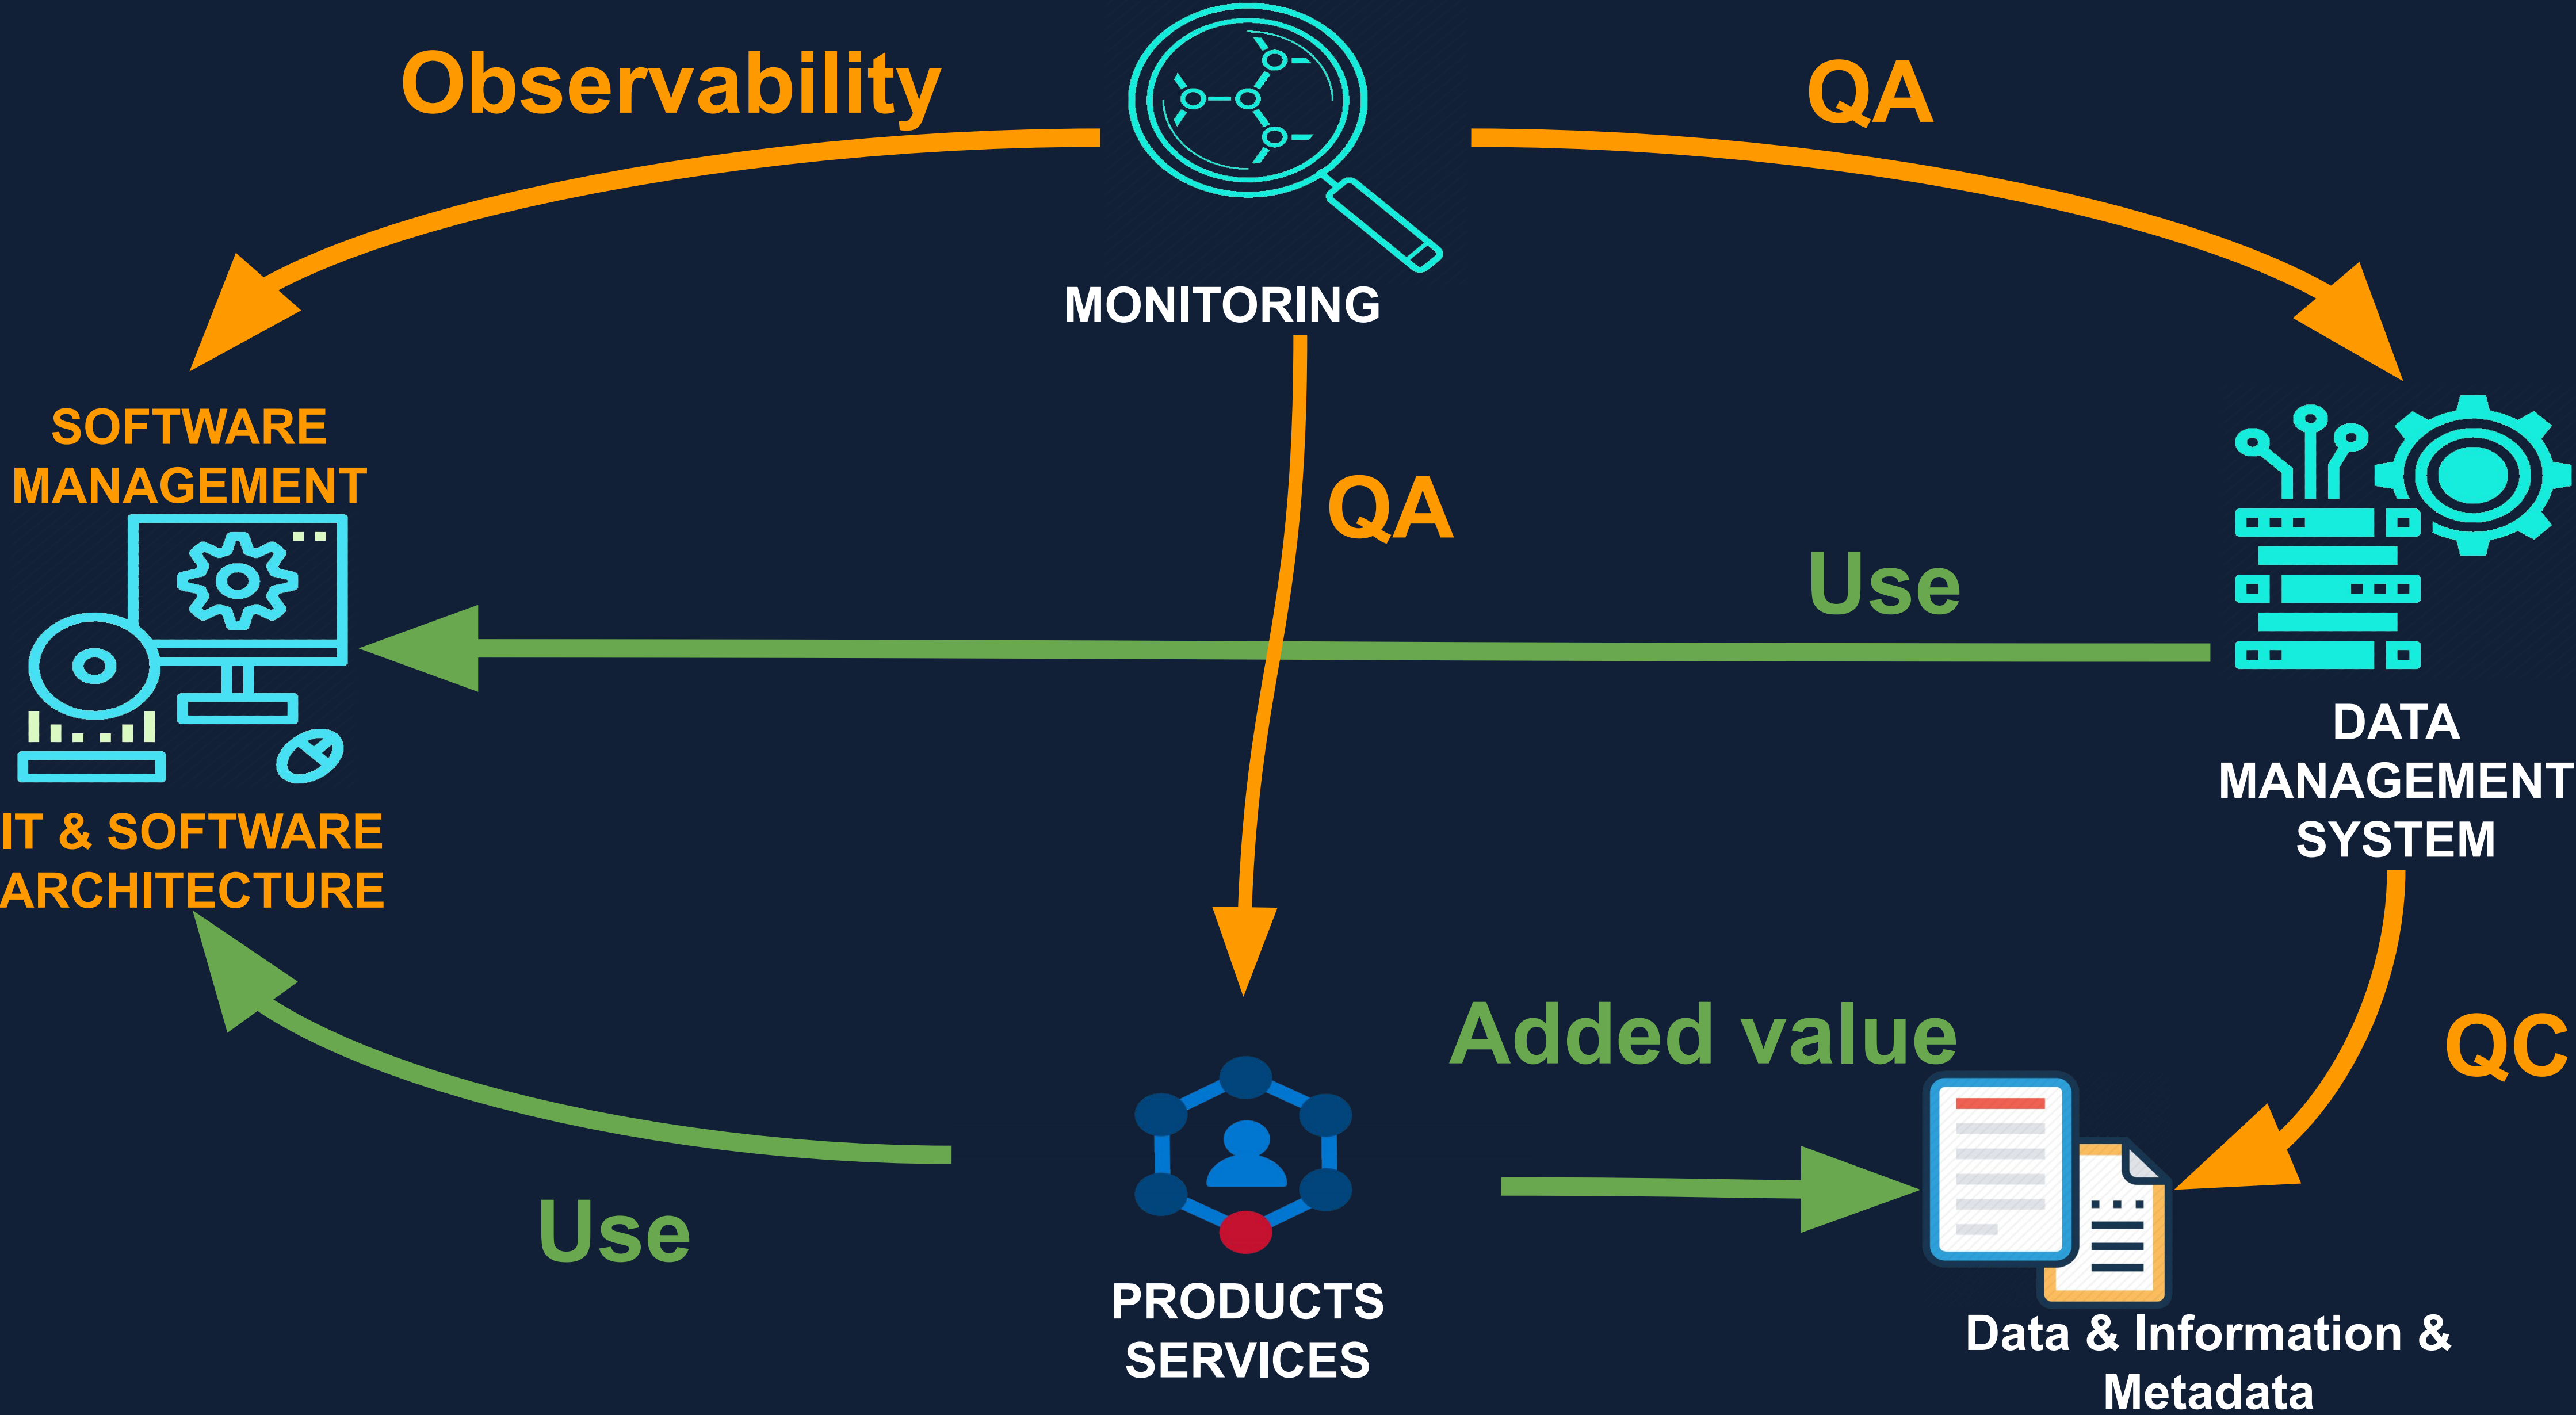 Observability
QA
MONITORING
SOFTWARE
MANAGEMENT
QA
Use
DATA
MANAGEMENT
SYSTEM
IT & SOFTWARE
ARCHITECTURE
Added value
QC
Use
PRODUCTS
SERVICES
Data & Information &
Metadata